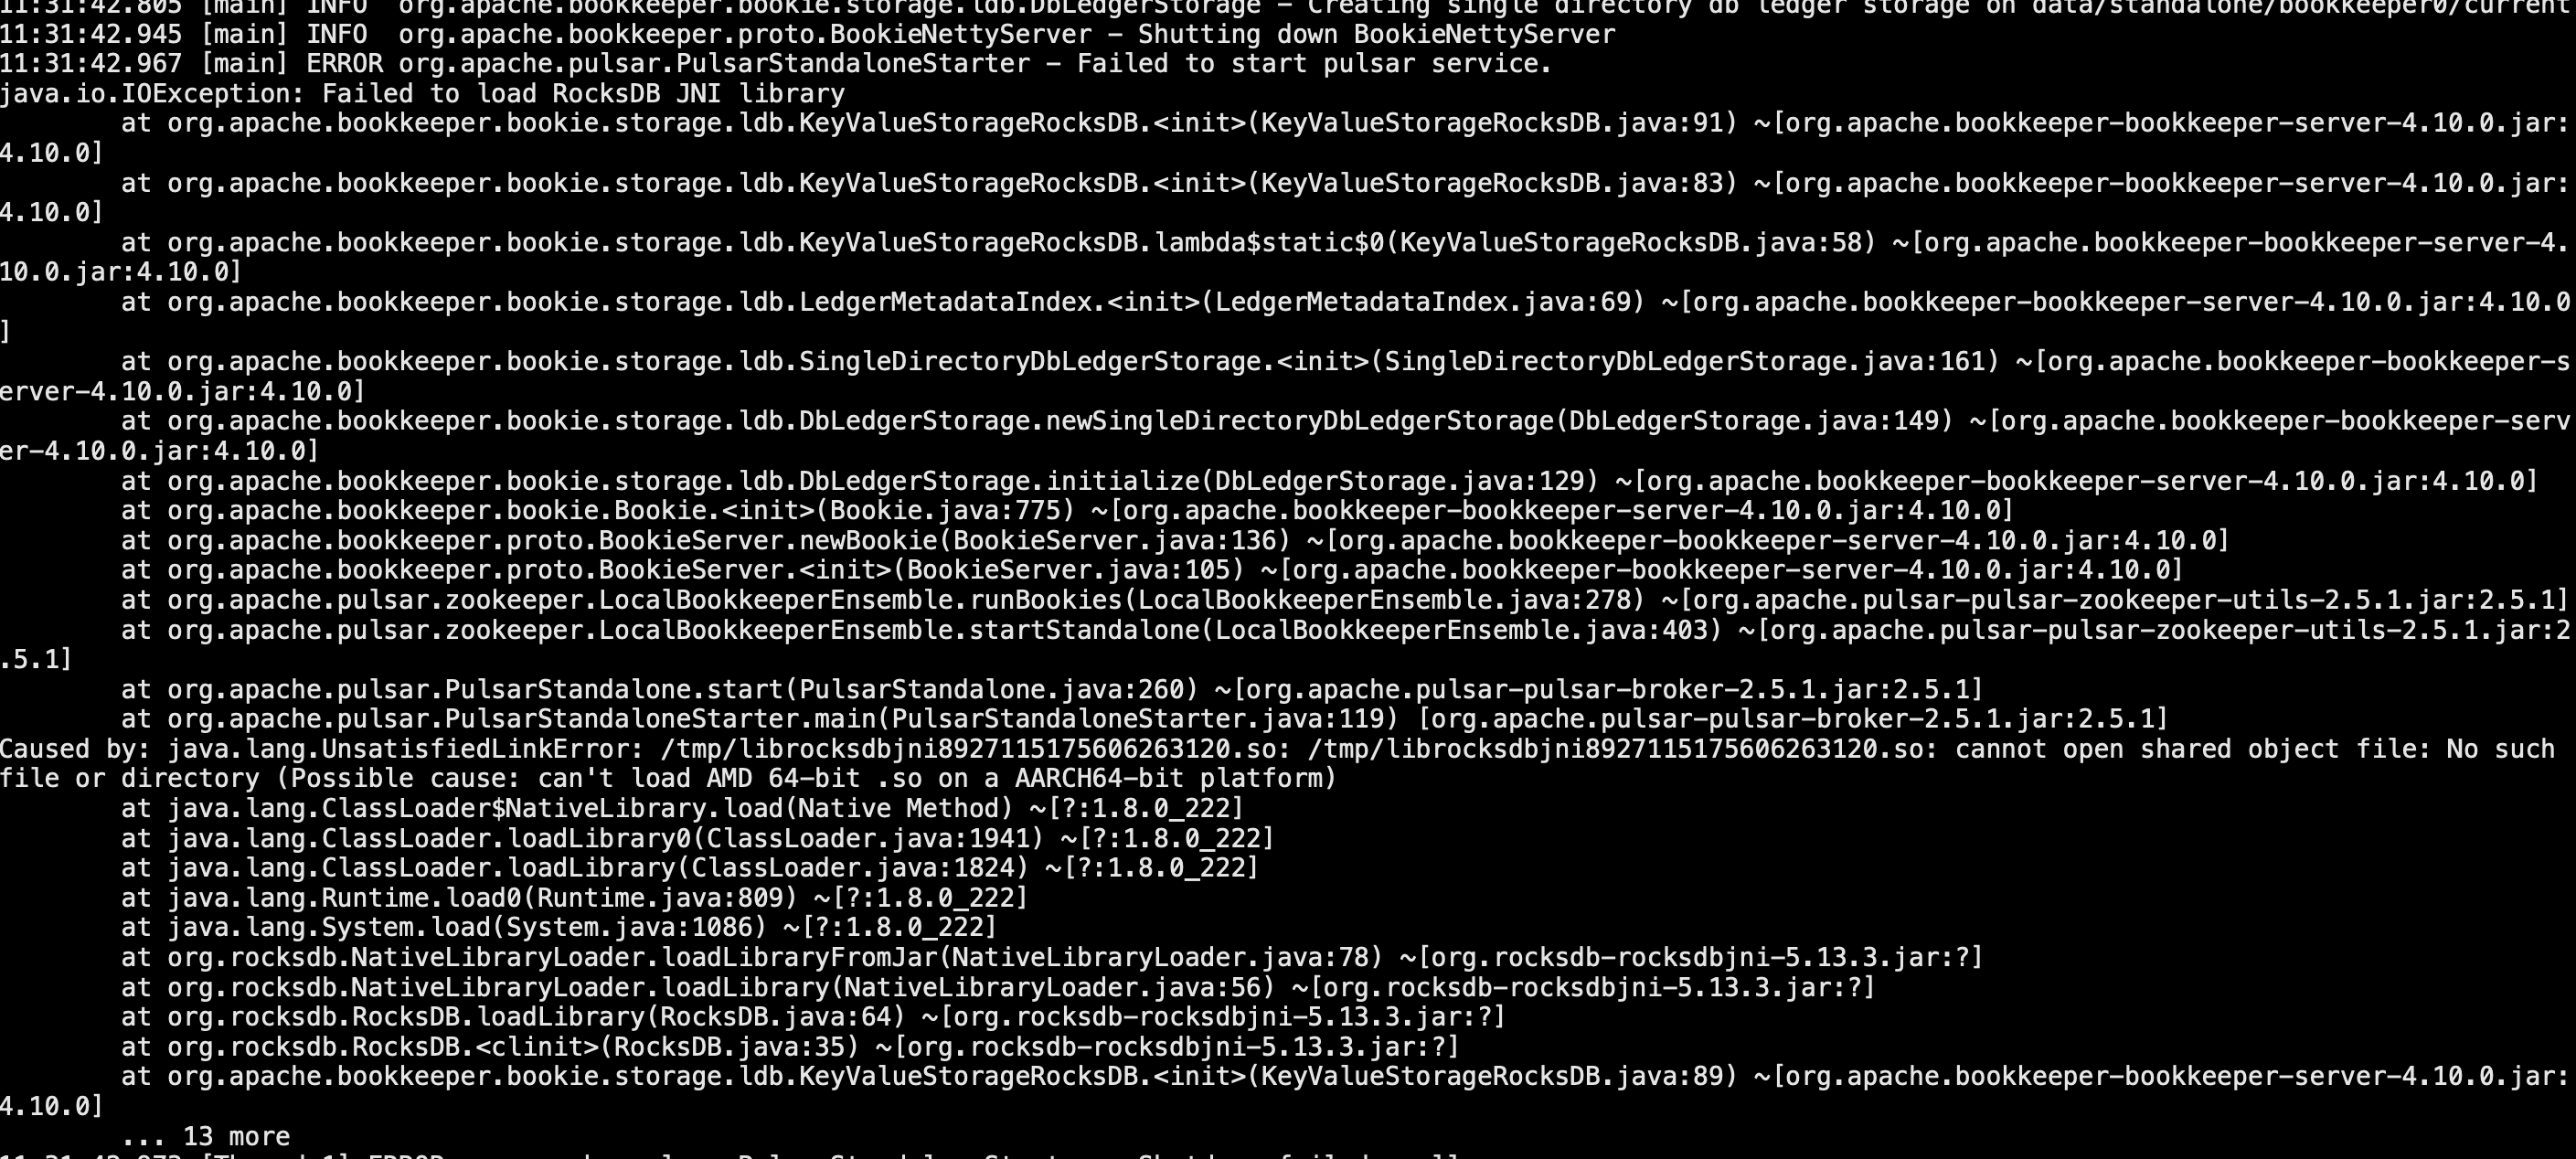 11:31:42.805 [main] INFO  org.apache.bookkeeper.bookie.storage.ldb.DbLedgerStorage - Creating single directory db ledger storage on data/standalone/bookkeeper0/current
11:31:42.945 [main] INFO  org.apache.bookkeeper.proto.BookieNettyServer - Shutting down BookieNettyServer
11:31:42.967 [main] ERROR org.apache.pulsar.PulsarStandaloneStarter - Failed to start pulsar service.
java.io.IOException: Failed to load RocksDB JNI library
        at org.apache.bookkeeper.bookie.storage.ldb.KeyValueStorageRocksDB.<init>(KeyValueStorageRocksDB.java:91) ~[org.apache.bookkeeper-bookkeeper-server-4.10.0.jar:
4.10.0]
        at org.apache.bookkeeper.bookie.storage.ldb.KeyValueStorageRocksDB.<init>(KeyValueStorageRocksDB.java:83) ~[org.apache.bookkeeper-bookkeeper-server-4.10.0.jar:
4.10.0]
        at org.apache.bookkeeper.bookie.storage.ldb.KeyValueStorageRocksDB.lambda$static$0(KeyValueStorageRocksDB.java:58) ~[org.apache.bookkeeper-bookkeeper-server-4.
10.0.jar:4.10.0]
        at org.apache.bookkeeper.bookie.storage.ldb.LedgerMetadataIndex.<init>(LedgerMetadataIndex.java:69) ~[org.apache.bookkeeper-bookkeeper-server-4.10.0.jar:4.10.0
]
        at org.apache.bookkeeper.bookie.storage.ldb.SingleDirectoryDbLedgerStorage.<init>(SingleDirectoryDbLedgerStorage.java:161) ~[org.apache.bookkeeper-bookkeeper-s
erver-4.10.0.jar:4.10.0]
        at org.apache.bookkeeper.bookie.storage.ldb.DbLedgerStorage.newSingleDirectoryDbLedgerStorage(DbLedgerStorage.java:149) ~[org.apache.bookkeeper-bookkeeper-serv
er-4.10.0.jar:4.10.0]
        at org.apache.bookkeeper.bookie.storage.ldb.DbLedgerStorage.initialize(DbLedgerStorage.java:129) ~[org.apache.bookkeeper-bookkeeper-server-4.10.0.jar:4.10.0]
        at org.apache.bookkeeper.bookie.Bookie.<init>(Bookie.java:775) ~[org.apache.bookkeeper-bookkeeper-server-4.10.0.jar:4.10.0]
        at org.apache.bookkeeper.proto.BookieServer.newBookie(BookieServer.java:136) ~[org.apache.bookkeeper-bookkeeper-server-4.10.0.jar:4.10.0]
        at org.apache.bookkeeper.proto.BookieServer.<init>(BookieServer.java:105) ~[org.apache.bookkeeper-bookkeeper-server-4.10.0.jar:4.10.0]
        at org.apache.pulsar.zookeeper.LocalBookkeeperEnsemble.runBookies(LocalBookkeeperEnsemble.java:278) ~[org.apache.pulsar-pulsar-zookeeper-utils-2.5.1.jar:2.5.1]
        at org.apache.pulsar.zookeeper.LocalBookkeeperEnsemble.startStandalone(LocalBookkeeperEnsemble.java:403) ~[org.apache.pulsar-pulsar-zookeeper-utils-2.5.1.jar:2
.5.1]
        at org.apache.pulsar.PulsarStandalone.start(PulsarStandalone.java:260) ~[org.apache.pulsar-pulsar-broker-2.5.1.jar:2.5.1]
        at org.apache.pulsar.PulsarStandaloneStarter.main(PulsarStandaloneStarter.java:119) [org.apache.pulsar-pulsar-broker-2.5.1.jar:2.5.1]
Caused by: java.lang.UnsatisfiedLinkError: /tmp/librocksdbjni8927115175606263120.so: /tmp/librocksdbjni8927115175606263120.so: cannot open shared object file: No such
file or directory (Possible cause: can't load AMD 64-bit .so on a AARCH64-bit platform)
        at java.lang.ClassLoader$NativeLibrary.load(Native Method) ~[?:1.8.0_222]
        at java.lang.ClassLoader.loadLibrary0(ClassLoader.java:1941) ~[?:1.8.0_222]
        at java.lang.ClassLoader.loadLibrary(ClassLoader.java:1824) ~[?:1.8.0_222]
        at java.lang.Runtime.load0(Runtime.java:809) ~[?:1.8.0_222]
        at java.lang.System.load(System.java:1086) ~[?:1.8.0_222]
        at org.rocksdb.NativeLibraryLoader.loadLibraryFromJar(NativeLibraryLoader.java:78) ~[org.rocksdb-rocksdbjni-5.13.3.jar:?]
        at org.rocksdb.NativeLibraryLoader.loadLibrary(NativeLibraryLoader.java:56) ~[org.rocksdb-rocksdbjni-5.13.3.jar:?]
        at org.rocksdb.RocksDB.loadLibrary(RocksDB.java:64) ~[org.rocksdb-rocksdbjni-5.13.3.jar:?]
        at org.rocksdb.RocksDB.<clinit>(RocksDB.java:35) ~[org.rocksdb-rocksdbjni-5.13.3.jar:?]
        at org.apache.bookkeeper.bookie.storage.ldb.KeyValueStorageRocksDB.<init>(KeyValueStorageRocksDB.java:89) ~[org.apache.bookkeeper-bookkeeper-server-4.10.0.jar:
4.10.0]
        ... 13 more